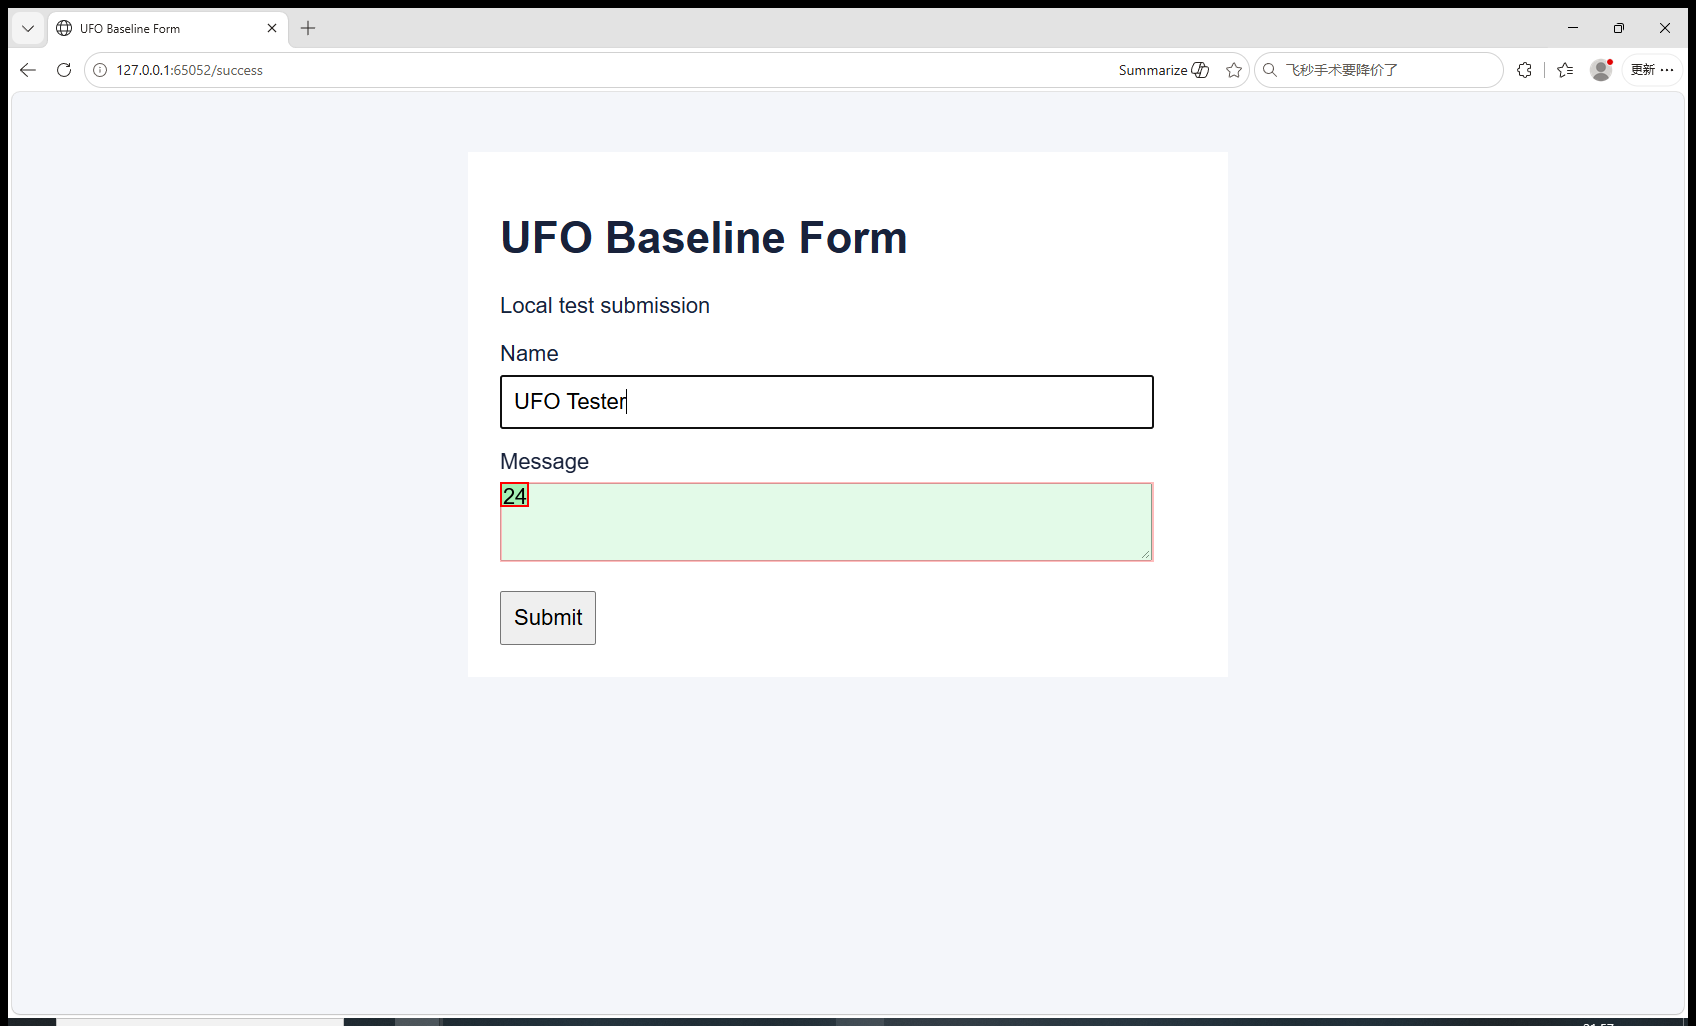 UFO Baseline Form
127.0.0.1:65052/success
Summarize
飞秒手术要降价了
更新
UFO Baseline Form
Local test submission
Name
UFO Tester
Message
24
Submit